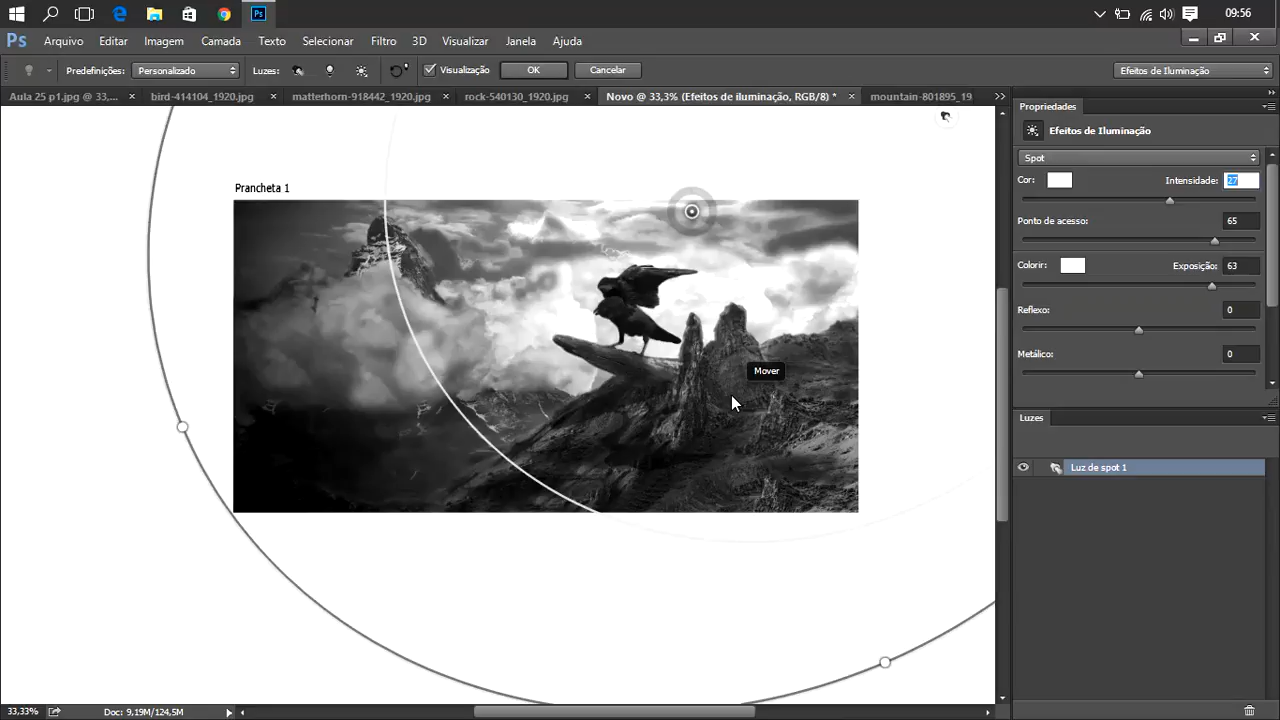 09:56
Ps Arquivo Editar Imagem Camada Texto Selecionar Filtro 3D Visualizar Janela Ajuda
Predefinições: Personalizado Luzes: Visualização OK Cancelar Efeitos de Iluminação
Aula 25 p1.jpg @ 33,... × bird-414104_1920.jpg × matterhorn-918442_1920.jpg × rock-540130_1920.jpg × Novo @ 33,3% (Efeitos de iluminação, RGB/8) * × mountain-801895_19
Propriedades
Efeitos de Iluminação
Spot
Cor: Intensidade: 27
Ponto de acesso: 65
Colorir: Exposição: 63
Reflexo: 0
Metálico: 0
Prancheta 1
Mover
Luzes
Luz de spot 1
33,33% Doc: 9,19M/124,5M